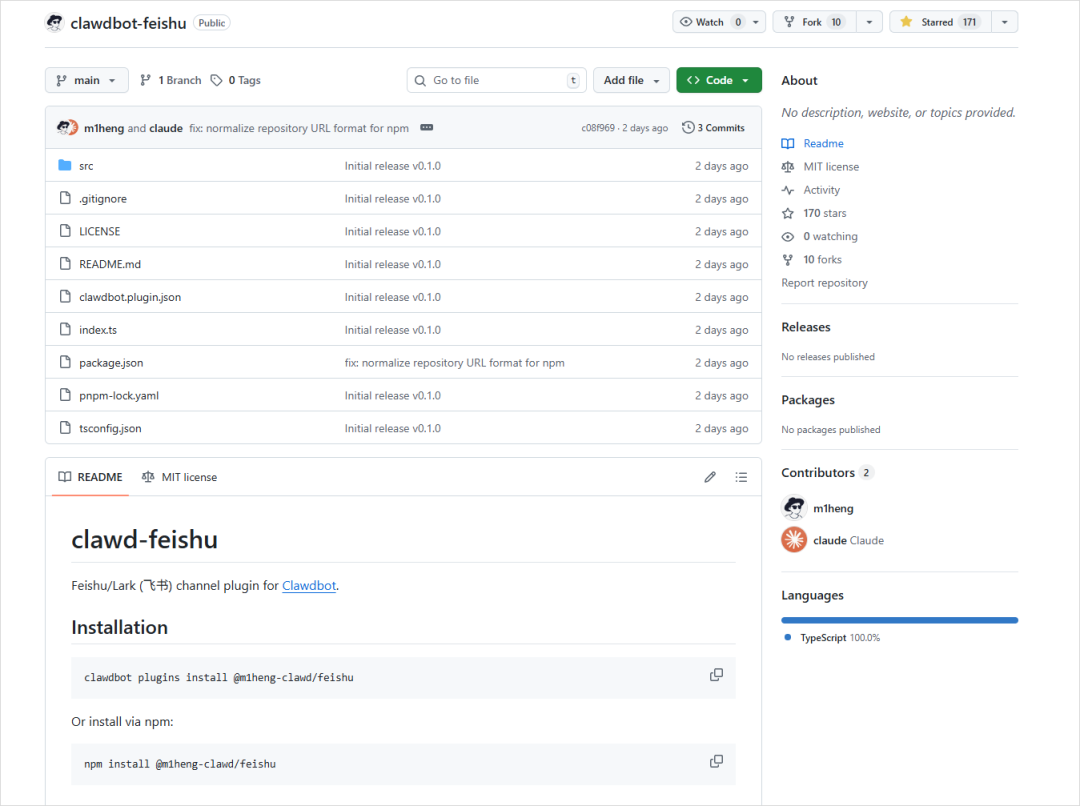 clawdbot-feishu Public Watch 0 Fork 10 Starred 171
main 1 Branch 0 Tags Go to file t Add file Code
m1heng and claude fix: normalize repository URL format for npm c08f969 · 2 days ago 3 Commits
src Initial release v0.1.0 2 days ago
.gitignore Initial release v0.1.0 2 days ago
LICENSE Initial release v0.1.0 2 days ago
README.md Initial release v0.1.0 2 days ago
clawdbot.plugin.json Initial release v0.1.0 2 days ago
index.ts Initial release v0.1.0 2 days ago
package.json fix: normalize repository URL format for npm 2 days ago
pnpm-lock.yaml Initial release v0.1.0 2 days ago
tsconfig.json Initial release v0.1.0 2 days ago
README MIT license
clawd-feishu
Feishu/Lark (飞书) channel plugin for Clawdbot.
Installation
clawdbot plugins install @m1heng-clawd/feishu
Or install via npm:
npm install @m1heng-clawd/feishu
About
No description, website, or topics provided.
Readme
MIT license
Activity
170 stars
0 watching
10 forks
Report repository
Releases
No releases published
Packages
No packages published
Contributors 2
m1heng
claude Claude
Languages
TypeScript 100.0%